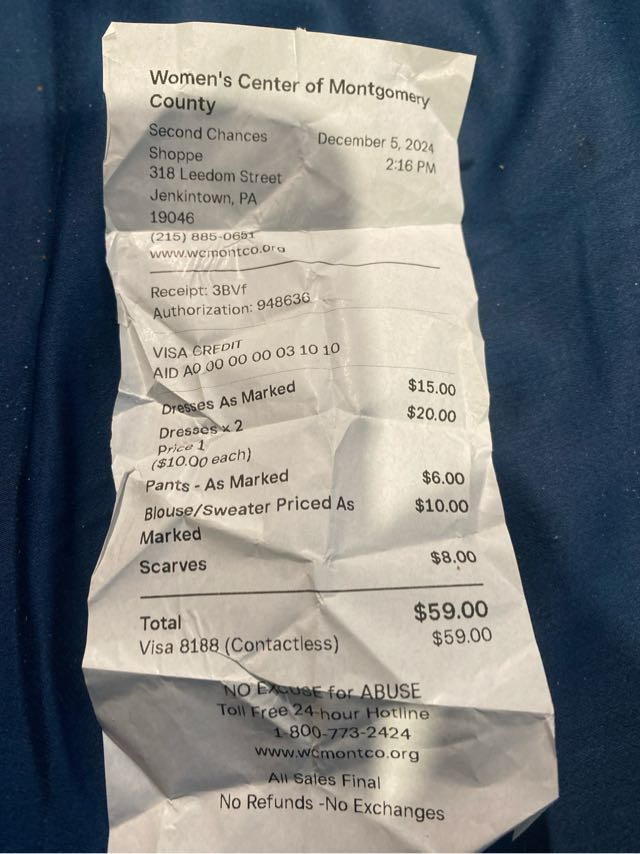 Women's Center of Montgomery
County
Second Chances
Shoppe
December 5, 2024
2:16 PM
318 Leedom Street
Jenkintown, PA
19046
(215) 885-0651
www.wcmontco.org
Receipt: 3BVf
Authorization: 948636
VISA CREDIT
AID A0 00 00 00 03 10 10
Dresses As Marked $15.00
Dresses x 2 $20.00
Price 1
($10.00 each)
Pants - As Marked $6.00
Blouse/Sweater Priced As $10.00
Marked
Scarves $8.00
Total $59.00
Visa 8188 (Contactless) $59.00
NO EXCUSE for ABUSE
Toll Free 24-hour Hotline
1-800-773-2424
www.wcmontco.org
All Sales Final
No Refunds -No Exchanges